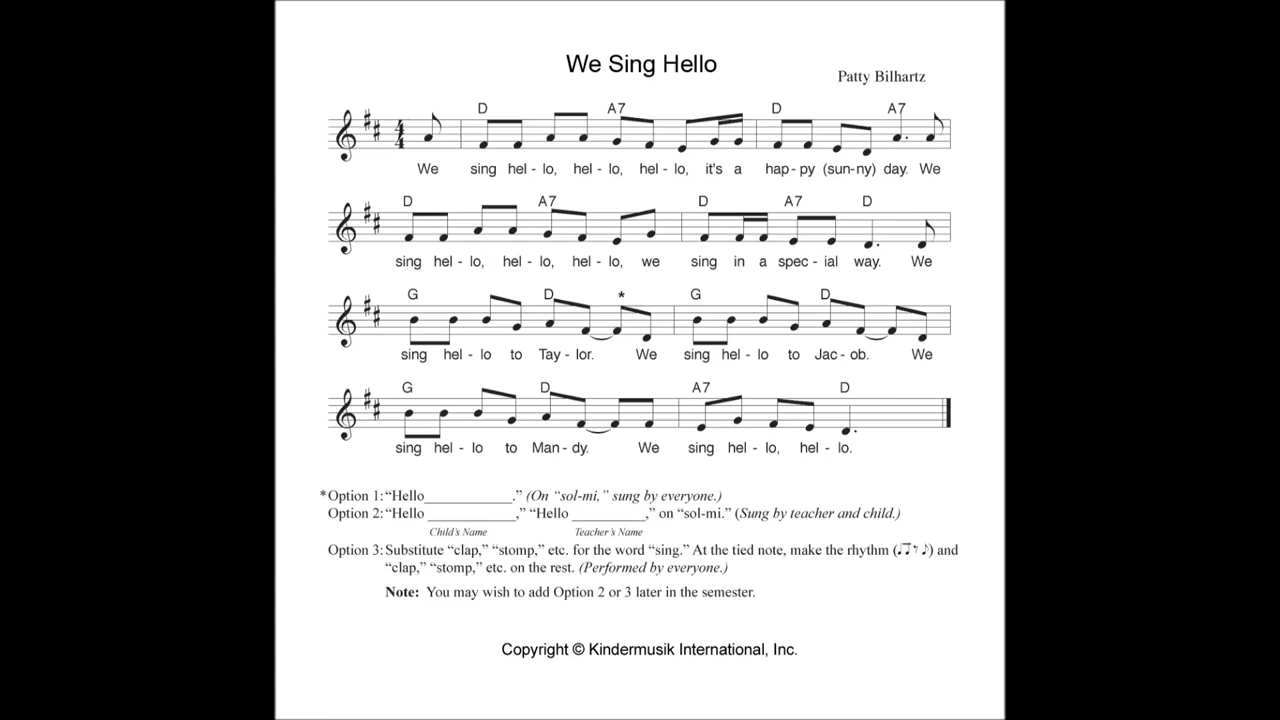 We Sing Hello
Patty Bilhartz
D A7 D A7
We sing hel - lo, hel - lo, hel - lo, it's a hap - py (sun-ny) day. We
D A7 D A7 D
sing hel - lo, hel - lo, hel - lo, we sing in a spec - ial way. We
G D * G D
sing hel - lo to Tay - lor. We sing hel - lo to Jac - ob. We
G D A7 D
sing hel - lo to Man - dy. We sing hel - lo, hel - lo.
*Option 1: “Hello____________.” (On “sol-mi,” sung by everyone.)
Option 2: “Hello ____________,” “Hello __________,” on “sol-mi.” (Sung by teacher and child.)
Child's Name Teacher's Name
Option 3: Substitute “clap,” “stomp,” etc. for the word “sing.” At the tied note, make the rhythm (♩♫𝄾♪) and
“clap,” “stomp,” etc. on the rest. (Performed by everyone.)
Note: You may wish to add Option 2 or 3 later in the semester.
Copyright © Kindermusik International, Inc.